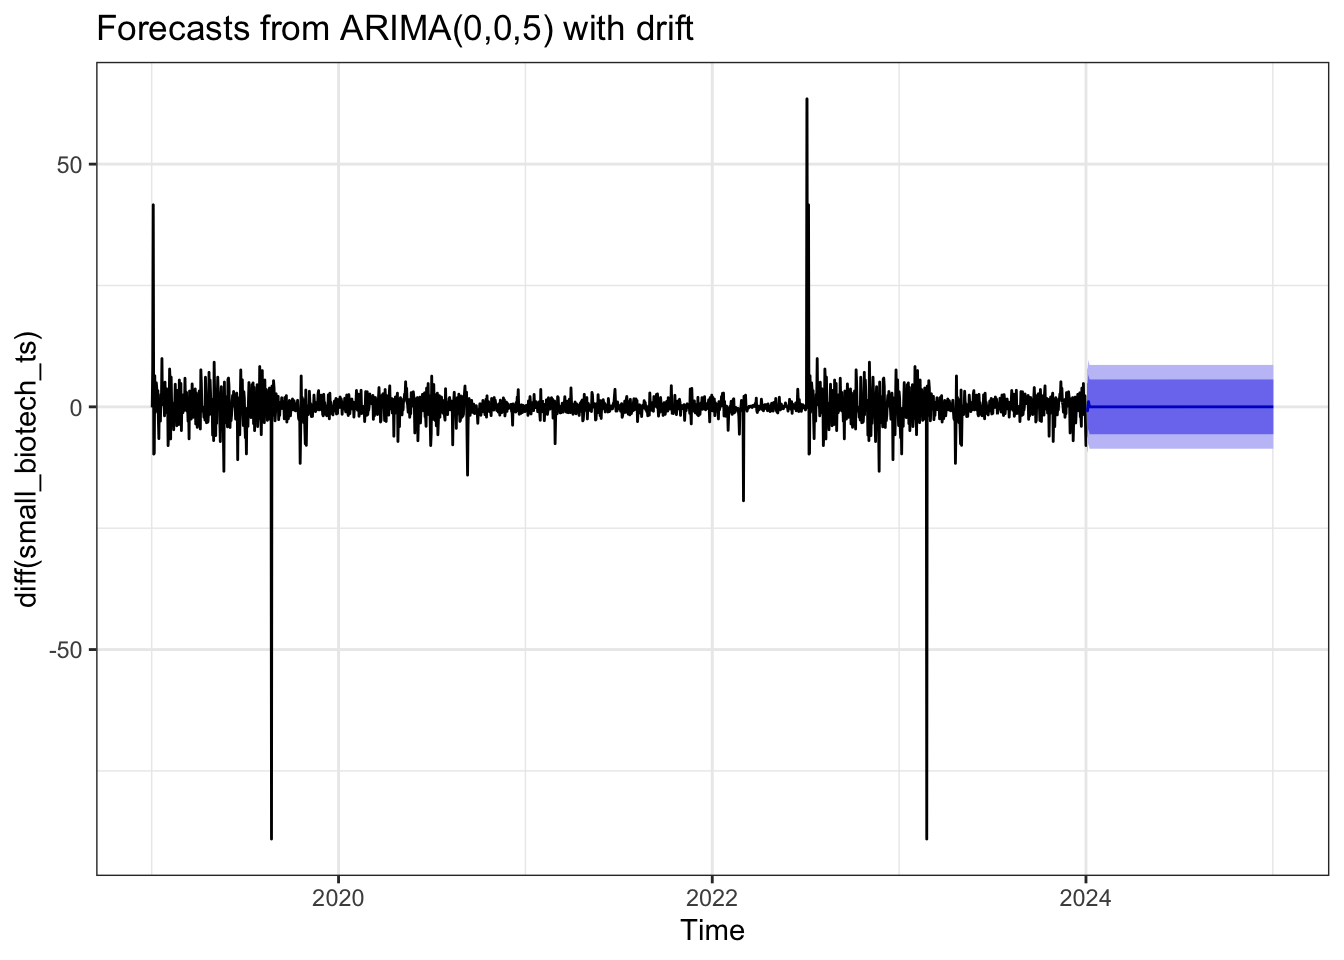 Forecasts from ARIMA(0,0,5) with drift
50
0
-50
diff(small_biotech_ts)
2020
2022
2024
Time